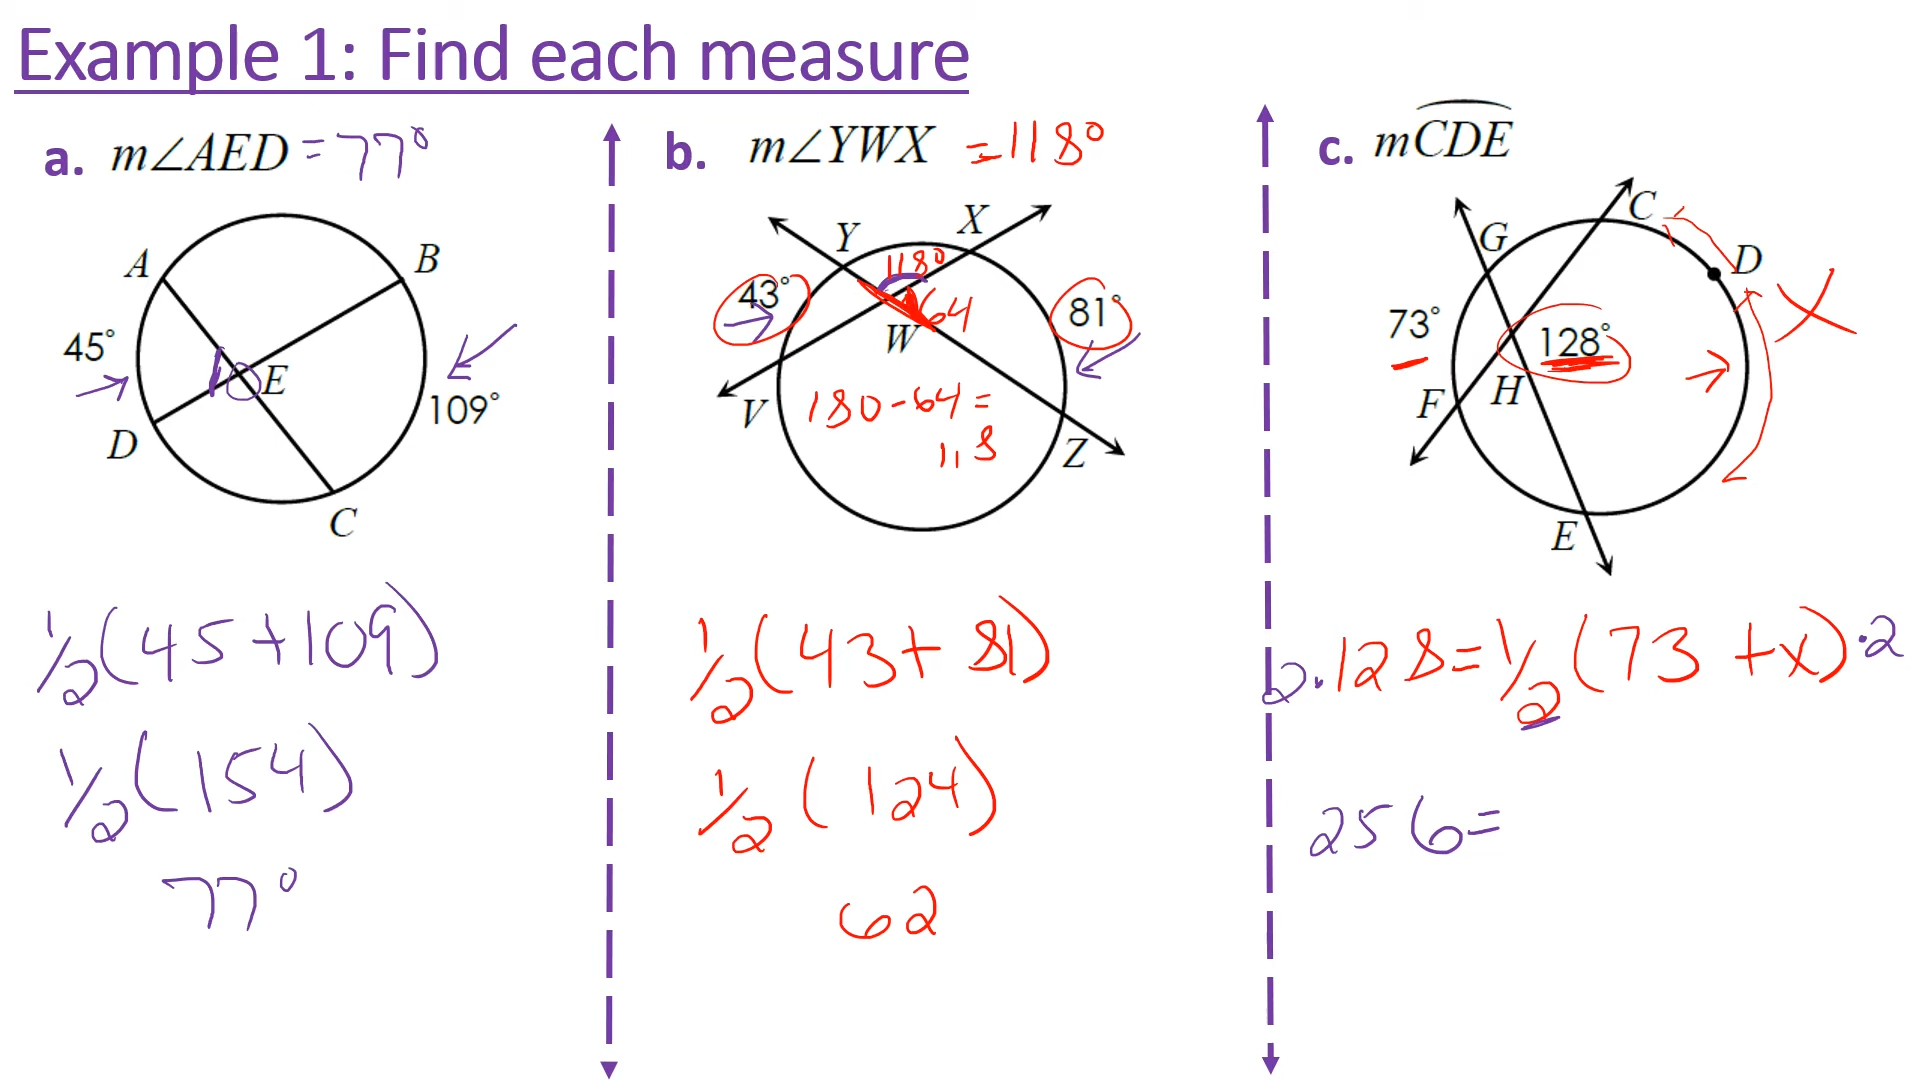 Example 1: Find each measure
a. m∠AED = 77°
A
B
45°
E
109°
D
C
½(45+109)
½(154)
77°
b. m∠YWX = 118°
Y
X
118°
43°
64
81°
W
V
180-64=
118
Z
½(43+81)
½(124)
62
c. mCDE
C
G
D
X
73°
128°
F
H
E
2·128=½(73+x)·2
256=